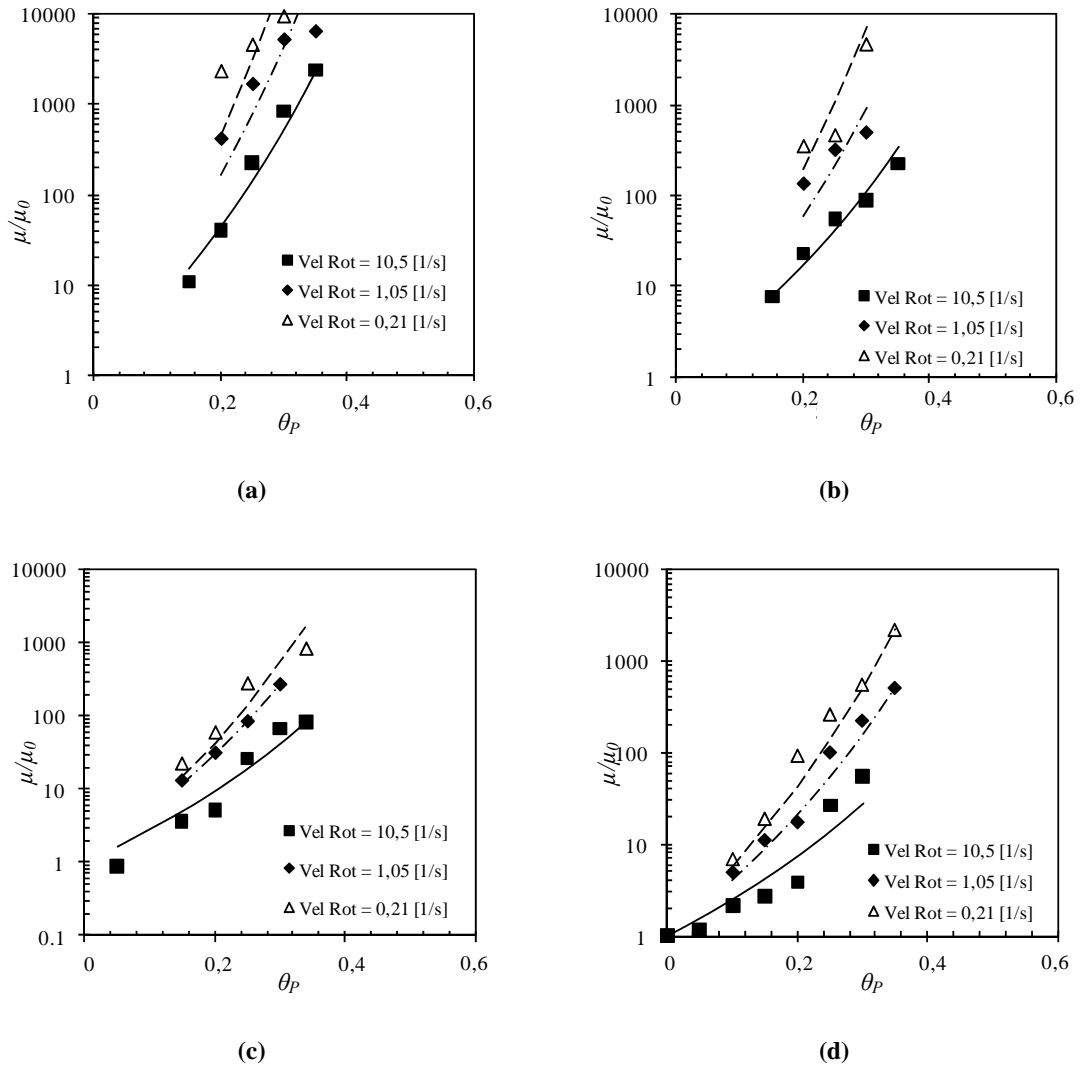 10000
1000
100
10
1
μ/μ0
0
0,2
0,4
0,6
θP
Vel Rot = 10,5 [1/s]
Vel Rot = 1,05 [1/s]
Vel Rot = 0,21 [1/s]
(a)
10000
1000
100
10
1
μ/μ0
0
0,2
0,4
0,6
θP
Vel Rot = 10,5 [1/s]
Vel Rot = 1,05 [1/s]
Vel Rot = 0,21 [1/s]
(b)
10000
1000
100
10
1
0.1
μ/μ0
0
0,2
0,4
0,6
θP
Vel Rot = 10,5 [1/s]
Vel Rot = 1,05 [1/s]
Vel Rot = 0,21 [1/s]
(c)
10000
1000
100
10
1
μ/μ0
0
0,2
0,4
0,6
θP
Vel Rot = 10,5 [1/s]
Vel Rot = 1,05 [1/s]
Vel Rot = 0,21 [1/s]
(d)